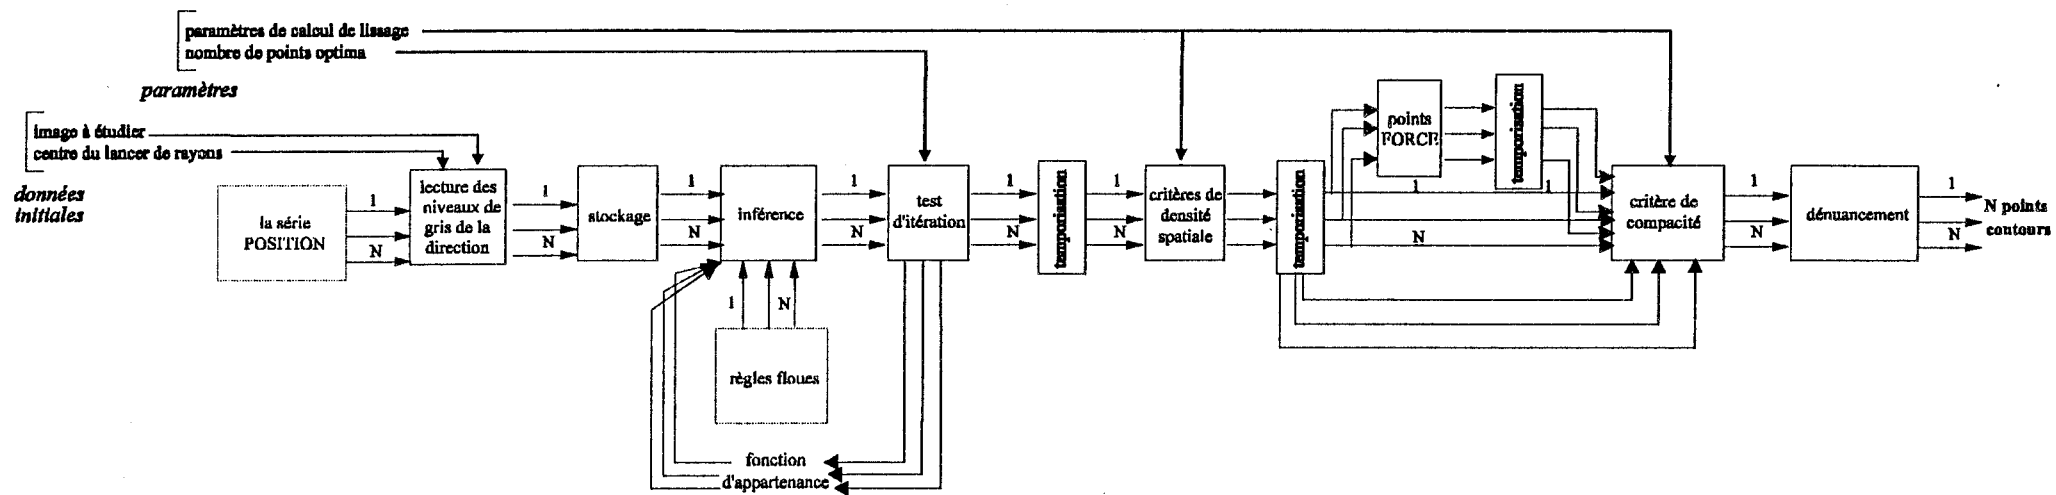 paramètres de calcul de lissage
nombre de points optima
paramètres
image à étudier
centre du lancer de rayons
données
initiales
la série
POSITION
1
N
lecture des
niveaux de
gris de la
direction
1
N
stockage
1
N
inférence
1
N
règles floues
1
N
test
d'itération
fonction
d'appartenance
1
N
temporisation
1
N
critères de
densité
spatiale
temporisation
points
FORCE
temporisation
1
1
N
critère de
compacité
1
N
dénuancement
1
N
N points
contours